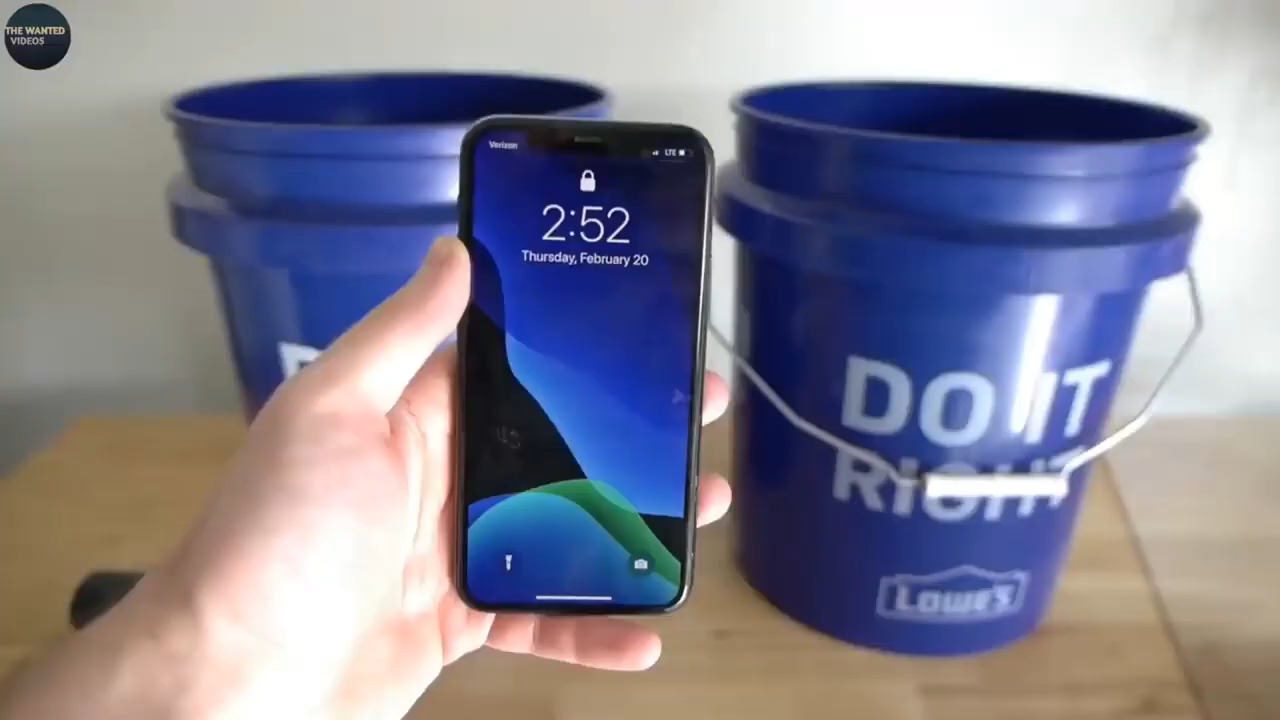 THE WANTED
VIDEOS
Verizon
LTE
2:52
Thursday, February 20
D
DO IT
RIGHT
LOWE'S